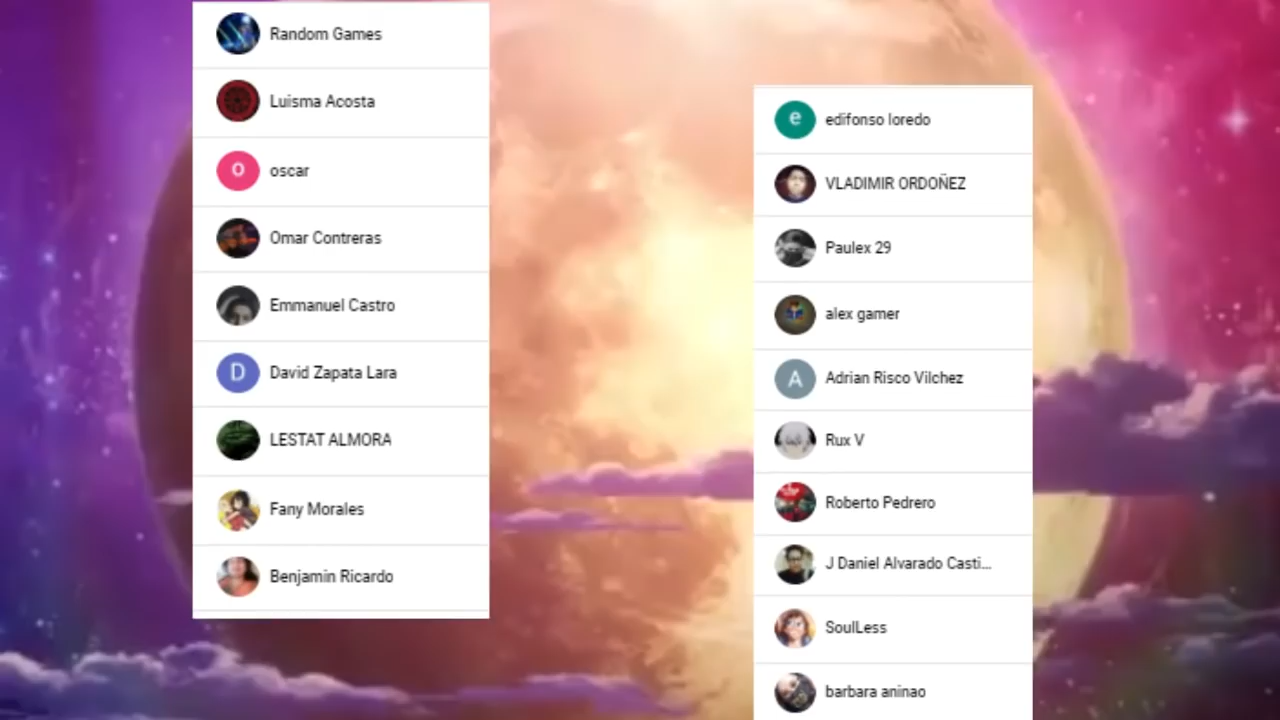 Random Games
Luisma Acosta
o
oscar
Omar Contreras
Emmanuel Castro
D
David Zapata Lara
LESTAT ALMORA
Fany Morales
Benjamin Ricardo
e
edifonso loredo
VLADIMIR ORDOÑEZ
Paulex 29
alex gamer
A
Adrian Risco Vilchez
Rux V
Roberto Pedrero
J Daniel Alvarado Casti...
SoulLess
barbara aninao